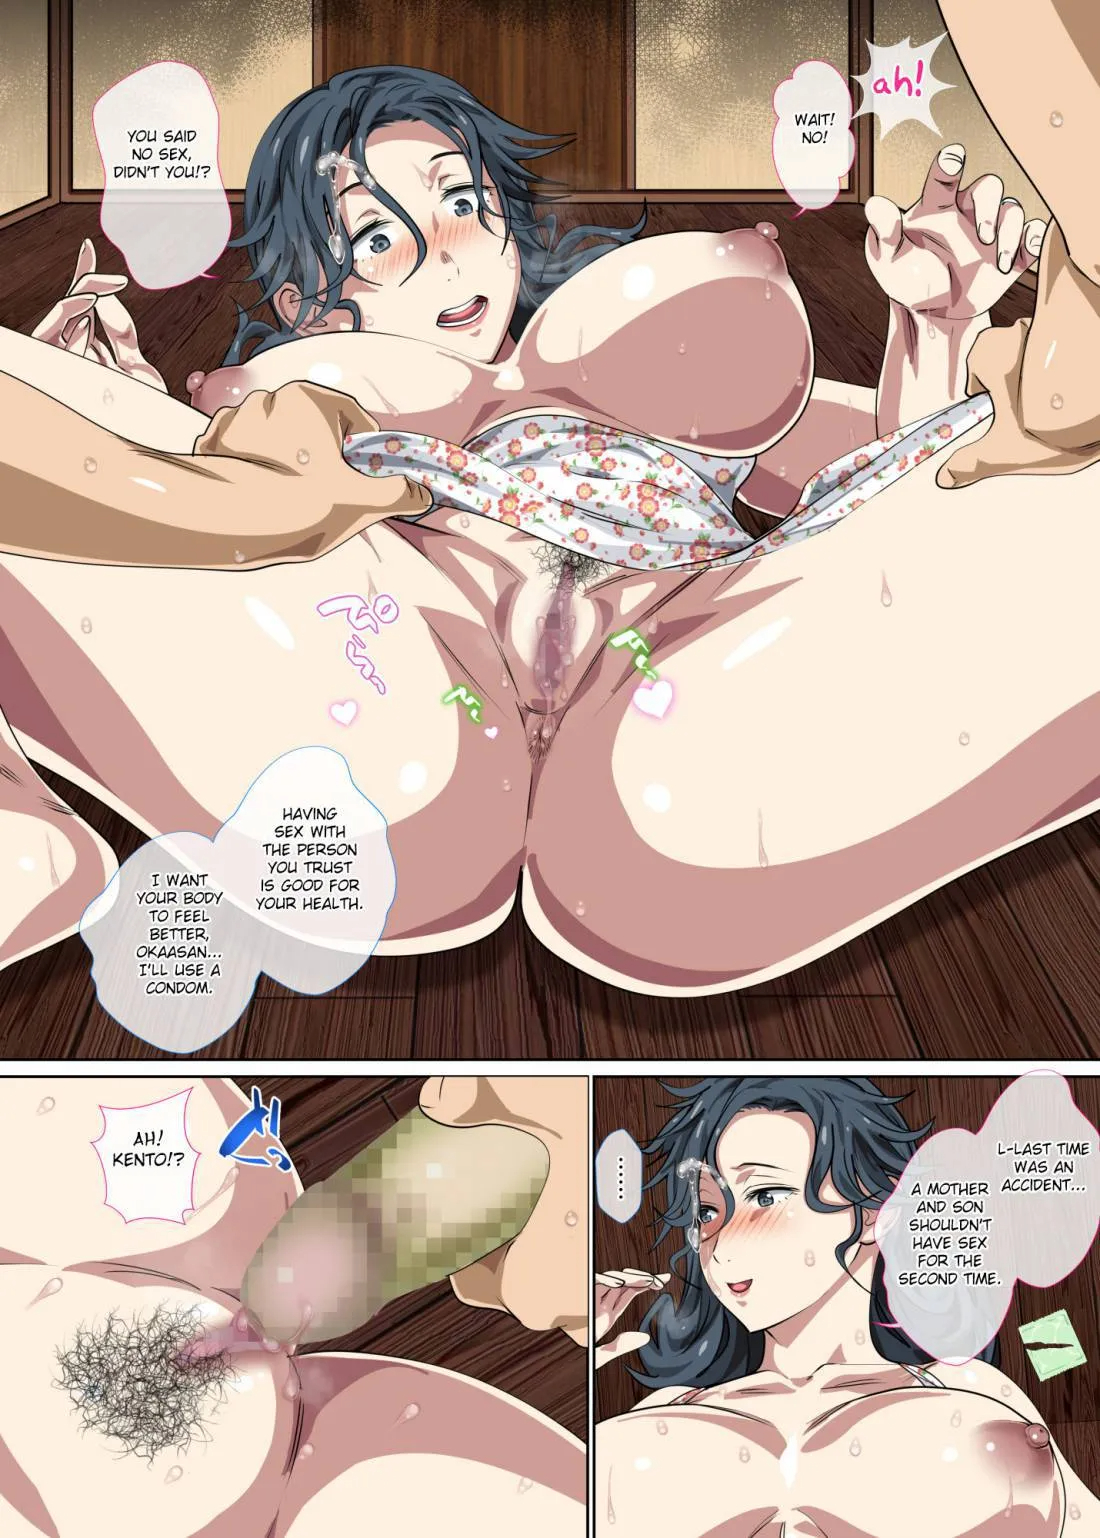 ah!
WAIT!
NO!
YOU SAID
NO SEX,
DIDN'T YOU!?
HAVING
SEX WITH
THE PERSON
YOU TRUST
IS GOOD FOR
YOUR HEALTH.
I WANT
YOUR BODY
TO FEEL
BETTER,
OKAASAN...
I'LL USE A
CONDOM.
L-LAST TIME
WAS AN
ACCIDENT...
A MOTHER
AND SON
SHOULDN'T
HAVE SEX
FOR THE
SECOND TIME.
......
AH!
KENTO!?